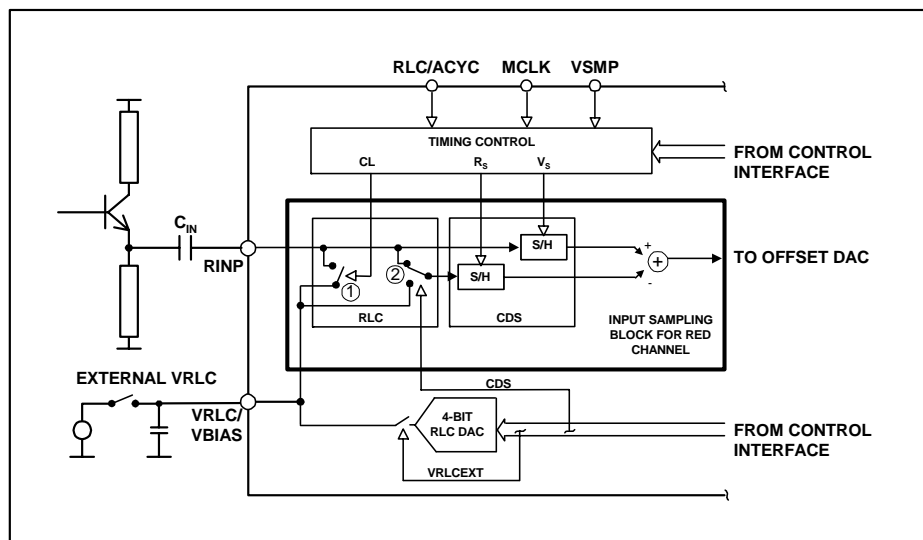 RLC/ACYC MCLK VSMP
TIMING CONTROL
CL RS VS
FROM CONTROL
INTERFACE
CIN
RINP
S/H
S/H
+
+
-
TO OFFSET DAC
1
2
RLC
CDS
INPUT SAMPLING
BLOCK FOR RED
CHANNEL
EXTERNAL VRLC
VRLC/
VBIAS
CDS
4-BIT
RLC DAC
VRLCEXT
FROM CONTROL
INTERFACE